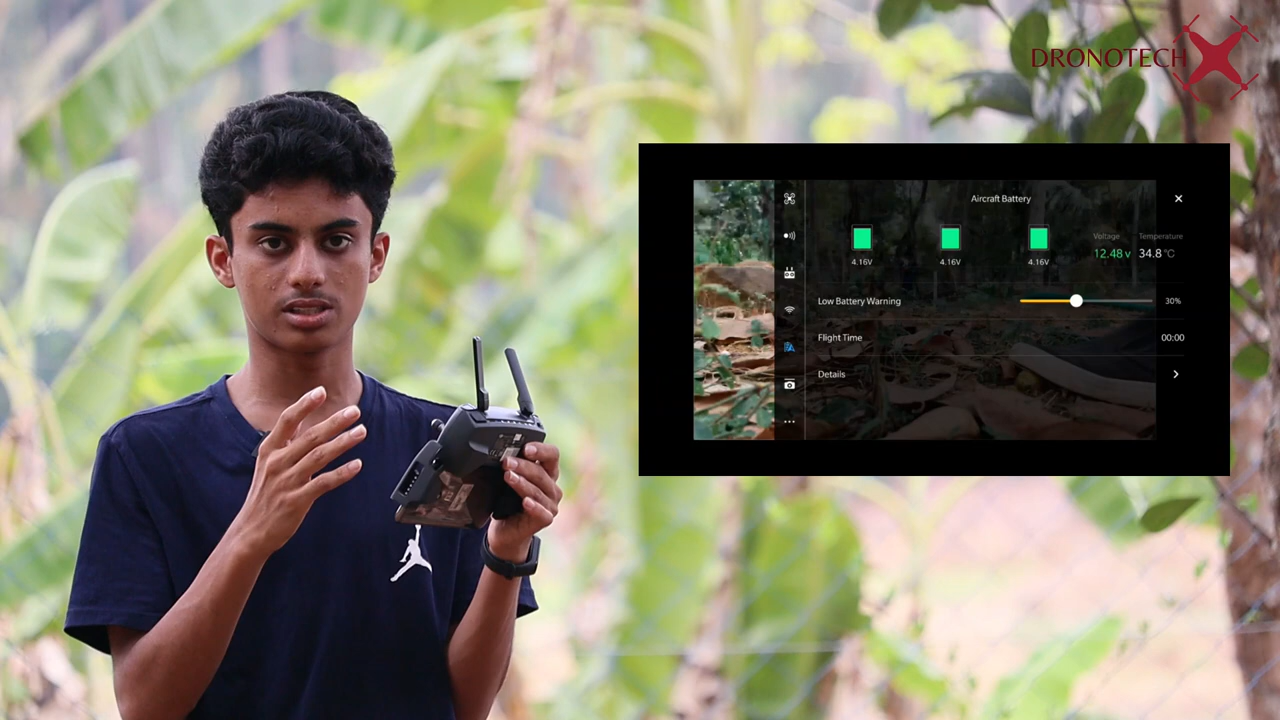 DRONOTECH
Aircraft Battery
Voltage Temperature
12.48 v 34.8 °C
4.16V 4.16V 4.16V
Low Battery Warning 30%
Flight Time 00:00
Details